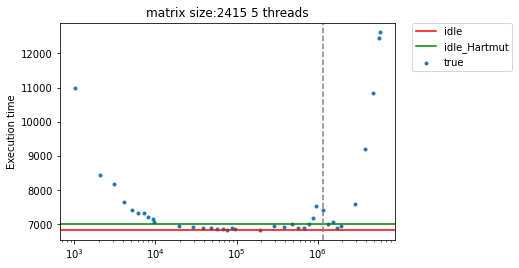 matrix size:2415 5 threads
idle
idle_Hartmut
true
Execution time
12000
11000
10000
9000
8000
7000
10³
10⁴
10⁵
10⁶